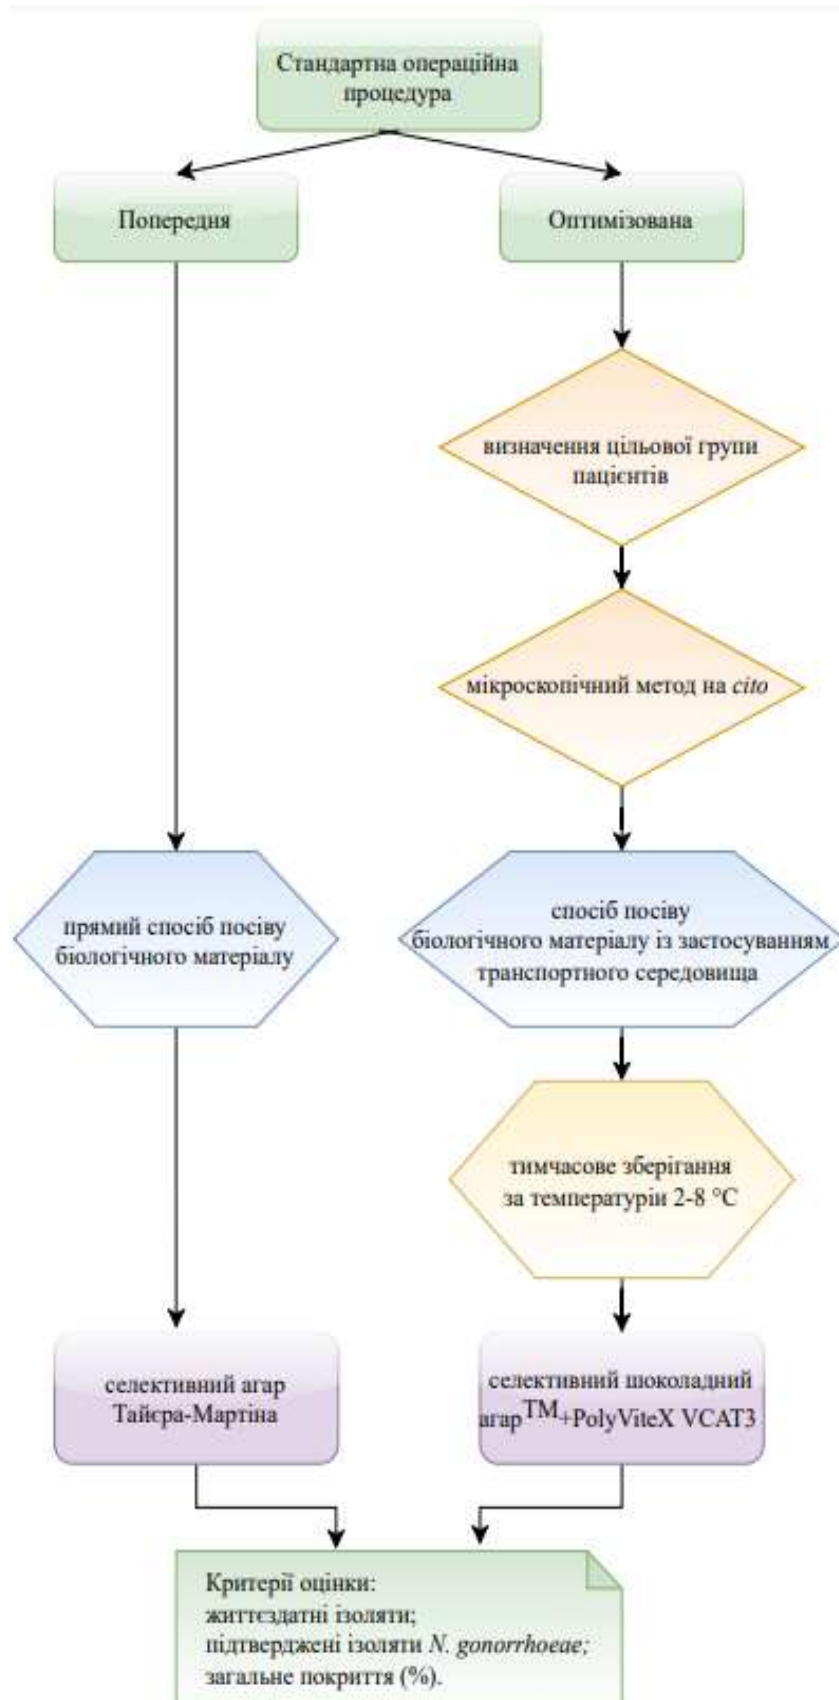 Стандартна операційна
процедура
Попередня
Оптимізована
визначення цільової групи
пацієнтів
мікроскопічний метод на cito
прямий спосіб посіву
біологічного матеріалу
спосіб посіву
біологічного матеріалу із застосуванням
транспортного середовища
тимчасове зберігання
за температуріи 2-8 °C
селективний агар
Тайєра-Мартіна
селективний шоколадний
агарTM+PolyViteX VCAT3
Критерії оцінки:
життєздатні ізоляти;
підтверджені ізоляти N. gonorrhoeae;
загальне покриття (%).